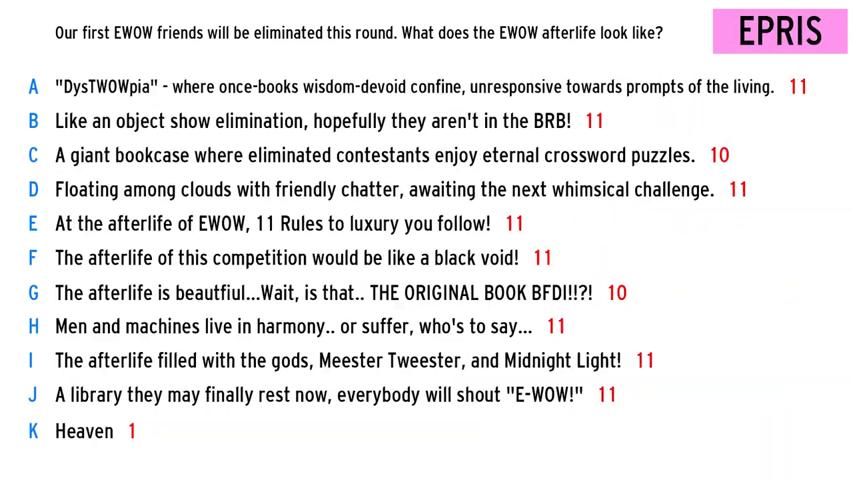 Our first EWOW friends will be eliminated this round. What does the EWOW afterlife look like?
EPRIS
A "DysTWOWpia" - where once-books wisdom-devoid confine, unresponsive towards prompts of the living. 11
B Like an object show elimination, hopefully they aren't in the BRB! 11
C A giant bookcase where eliminated contestants enjoy eternal crossword puzzles. 10
D Floating among clouds with friendly chatter, awaiting the next whimsical challenge. 11
E At the afterlife of EWOW, 11 Rules to luxury you follow! 11
F The afterlife of this competition would be like a black void! 11
G The afterlife is beautfiul...Wait, is that.. THE ORIGINAL BOOK BFDI!!?! 10
H Men and machines live in harmony.. or suffer, who's to say... 11
I The afterlife filled with the gods, Meester Tweester, and Midnight Light! 11
J A library they may finally rest now, everybody will shout "E-WOW!" 11
K Heaven 1